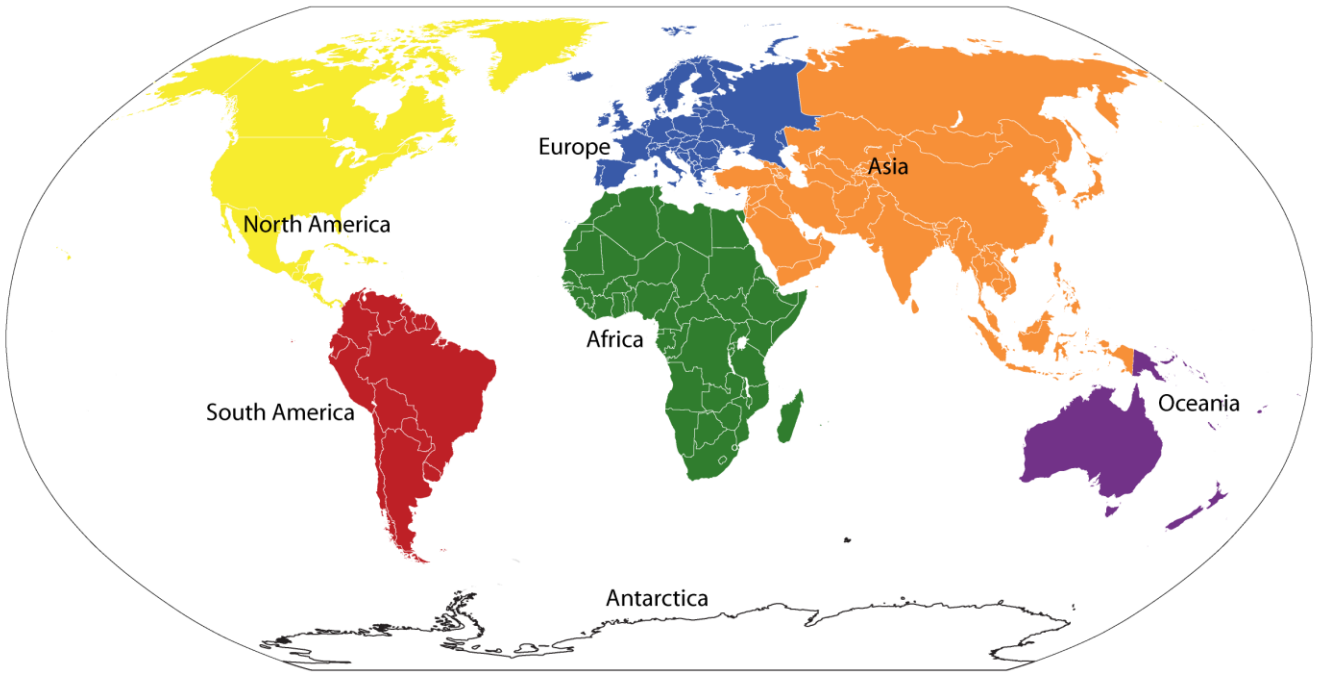 Europe
Asia
North America
Africa
South America
Oceania
Antarctica